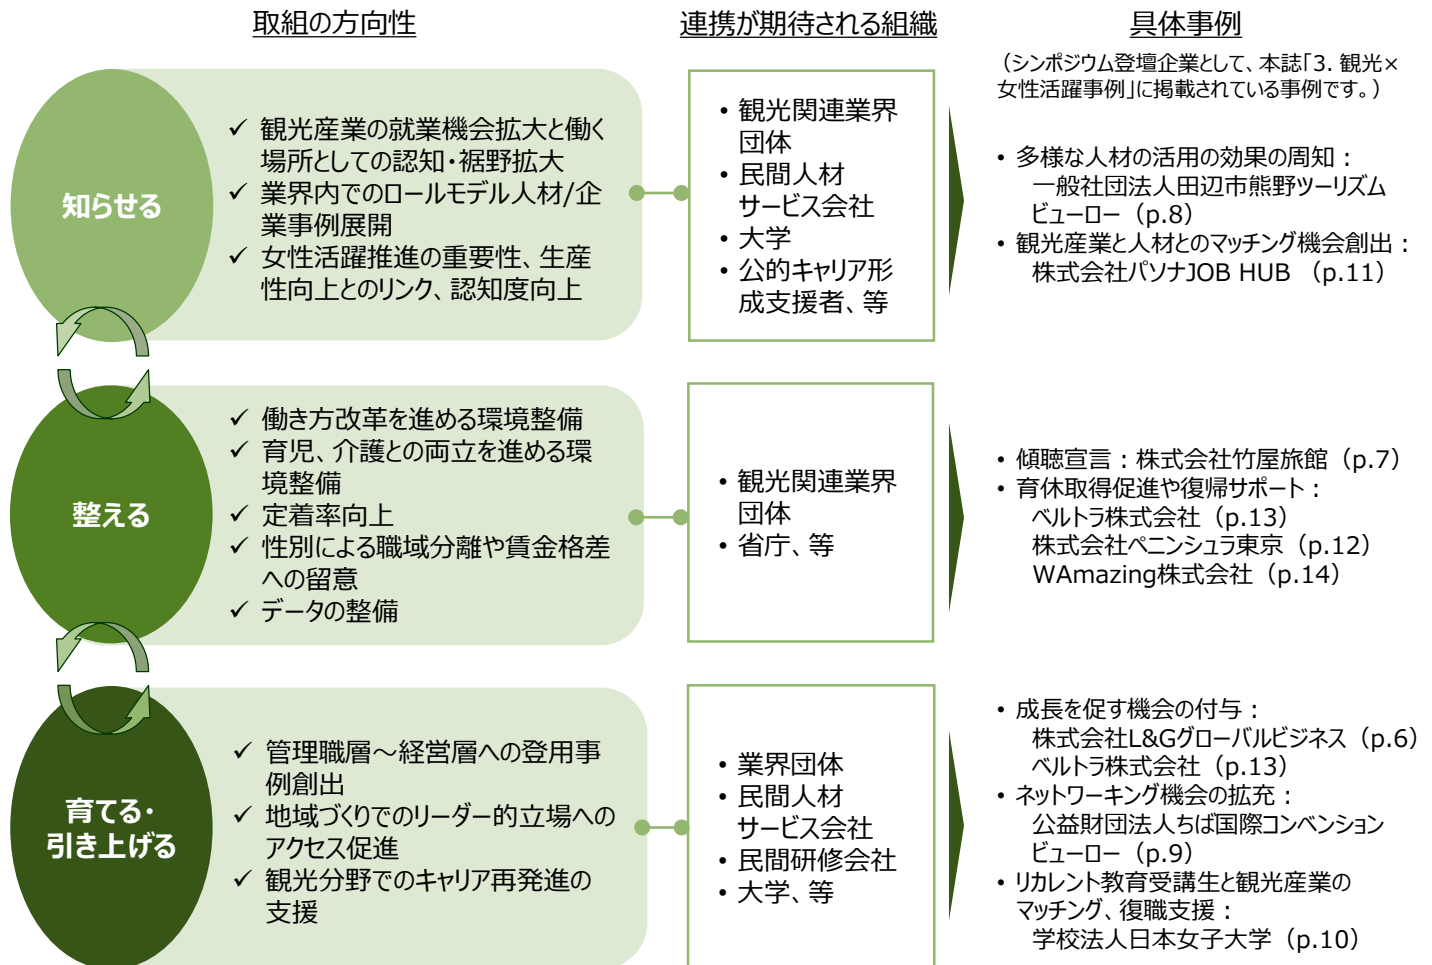 取組の方向性
連携が期待される組織
具体事例
（シンポジウム登壇企業として、本誌「3. 観光×
女性活躍事例」に掲載されている事例です。）
知らせる
✓ 観光産業の就業機会拡大と働く
場所としての認知・裾野拡大
✓ 業界内でのロールモデル人材/企
業事例展開
✓ 女性活躍推進の重要性、生産
性向上とのリンク、認知度向上
• 観光関連業界
団体
• 民間人材
サービス会社
• 大学
• 公的キャリア形
成支援者、等
• 多様な人材の活用の効果の周知：
一般社団法人田辺市熊野ツーリズム
ビューロー（p.8）
• 観光産業と人材とのマッチング機会創出：
株式会社パソナJOB HUB （p.11）
整える
✓ 働き方改革を進める環境整備
✓ 育児、介護との両立を進める環
境整備
✓ 定着率向上
✓ 性別による職域分離や賃金格差
への留意
✓ データの整備
• 観光関連業界
団体
• 省庁、等
• 傾聴宣言：株式会社竹屋旅館（p.7）
• 育休取得促進や復帰サポート：
ベルトラ株式会社（p.13）
株式会社ペニンシュラ東京（p.12）
WAmazing株式会社（p.14）
育てる・
引き上げる
✓ 管理職層～経営層への登用事
例創出
✓ 地域づくりでのリーダー的立場への
アクセス促進
✓ 観光分野でのキャリア再発進の
支援
• 業界団体
• 民間人材
サービス会社
• 民間研修会社
• 大学、等
• 成長を促す機会の付与：
株式会社L&Gグローバルビジネス（p.6）
ベルトラ株式会社（p.13）
• ネットワーキング機会の拡充：
公益財団法人ちば国際コンベンション
ビューロー（p.9）
• リカレント教育受講生と観光産業の
マッチング、復職支援：
学校法人日本女子大学（p.10）